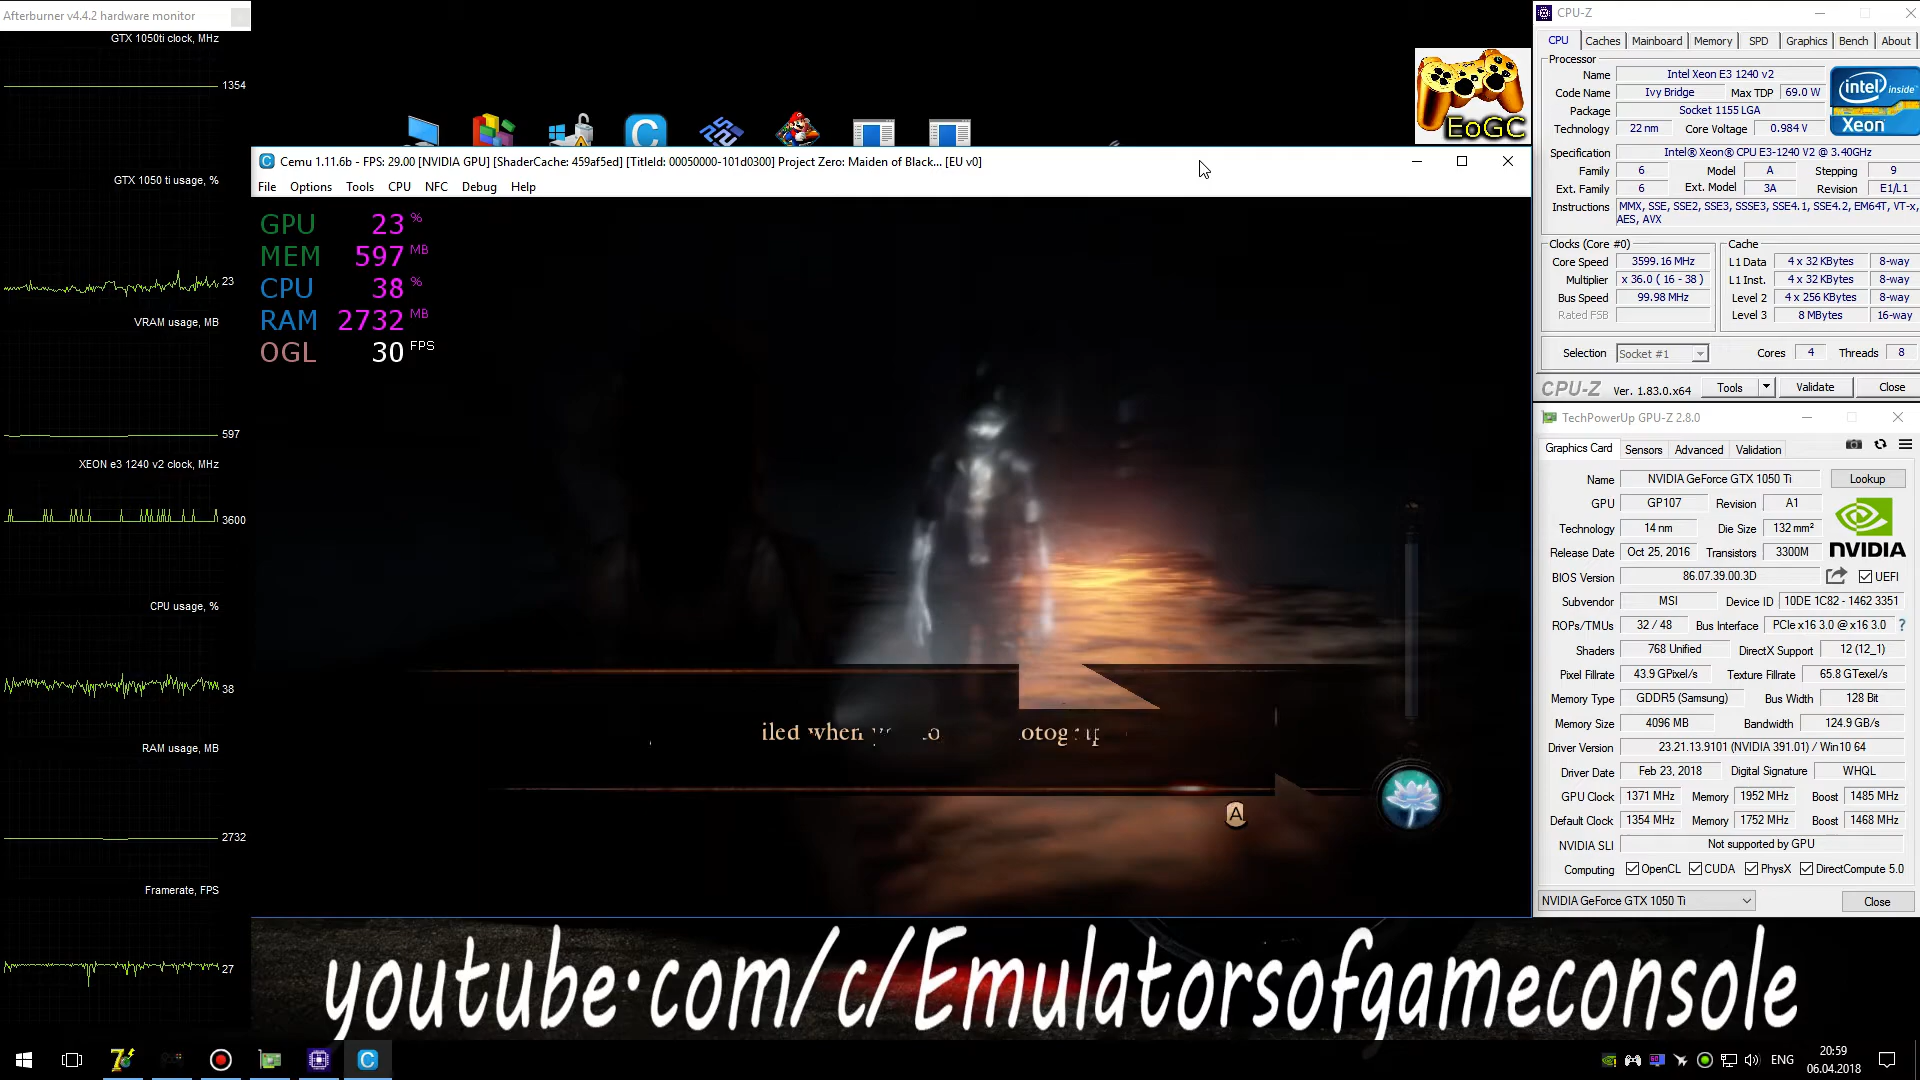 Afterburner v4.4.2 hardware monitor
GTX 1050ti clock, MHz
1354
GTX 1050 ti usage, %
23
VRAM usage, MB
597
XEON e3 1240 v2 clock, MHz
3600
CPU usage, %
38
RAM usage, MB
2732
Framerate, FPS
27
EoGC
Cemu 1.11.6b - FPS: 29.00 [NVIDIA GPU] [ShaderCache: 459af5ed] [TitleId: 00050000-101d0300] Project Zero: Maiden of Black... [EU v0]
File Options Tools CPU NFC Debug Help
GPU 23 %
MEM 597 MB
CPU 38 %
RAM 2732 MB
OGL 30 FPS
iled when
A
youtube.com/c/Emulatorsofgameconsole
CPU-Z
CPU Caches Mainboard Memory SPD Graphics Bench About
Processor
Name Intel Xeon E3 1240 v2
Code Name Ivy Bridge Max TDP 69.0 W
Package Socket 1155 LGA
Technology 22 nm Core Voltage 0.984 V
intel inside
Xeon
Specification Intel® Xeon® CPU E3-1240 V2 @ 3.40GHz
Family 6 Model A Stepping 9
Ext. Family 6 Ext. Model 3A Revision E1/L1
Instructions MMX, SSE, SSE2, SSE3, SSSE3, SSE4.1, SSE4.2, EM64T, VT-x,
AES, AVX
Clocks (Core #0)
Core Speed 3599.16 MHz
Multiplier x 36.0 ( 16 - 38 )
Bus Speed 99.98 MHz
Rated FSB
Cache
L1 Data 4 x 32 KBytes 8-way
L1 Inst. 4 x 32 KBytes 8-way
Level 2 4 x 256 KBytes 8-way
Level 3 8 MBytes 16-way
Selection Socket #1 Cores 4 Threads 8
CPU-Z Ver. 1.83.0.x64 Tools Validate Close
TechPowerUp GPU-Z 2.8.0
Graphics Card Sensors Advanced Validation
Name NVIDIA GeForce GTX 1050 Ti Lookup
GPU GP107 Revision A1
Technology 14 nm Die Size 132 mm²
Release Date Oct 25, 2016 Transistors 3300M
NVIDIA
BIOS Version 86.07.39.00.3D UEFI
Subvendor MSI Device ID 10DE 1C82 - 1462 3351
ROPs/TMUs 32 / 48 Bus Interface PCIe x16 3.0 @ x16 3.0 ?
Shaders 768 Unified DirectX Support 12 (12_1)
Pixel Fillrate 43.9 GPixel/s Texture Fillrate 65.8 GTexel/s
Memory Type GDDR5 (Samsung) Bus Width 128 Bit
Memory Size 4096 MB Bandwidth 124.9 GB/s
Driver Version 23.21.13.9101 (NVIDIA 391.01) / Win10 64
Driver Date Feb 23, 2018 Digital Signature WHQL
GPU Clock 1371 MHz Memory 1952 MHz Boost 1485 MHz
Default Clock 1354 MHz Memory 1752 MHz Boost 1468 MHz
NVIDIA SLI Not supported by GPU
Computing OpenCL CUDA PhysX DirectCompute 5.0
NVIDIA GeForce GTX 1050 Ti Close
ENG
20:59
06.04.2018